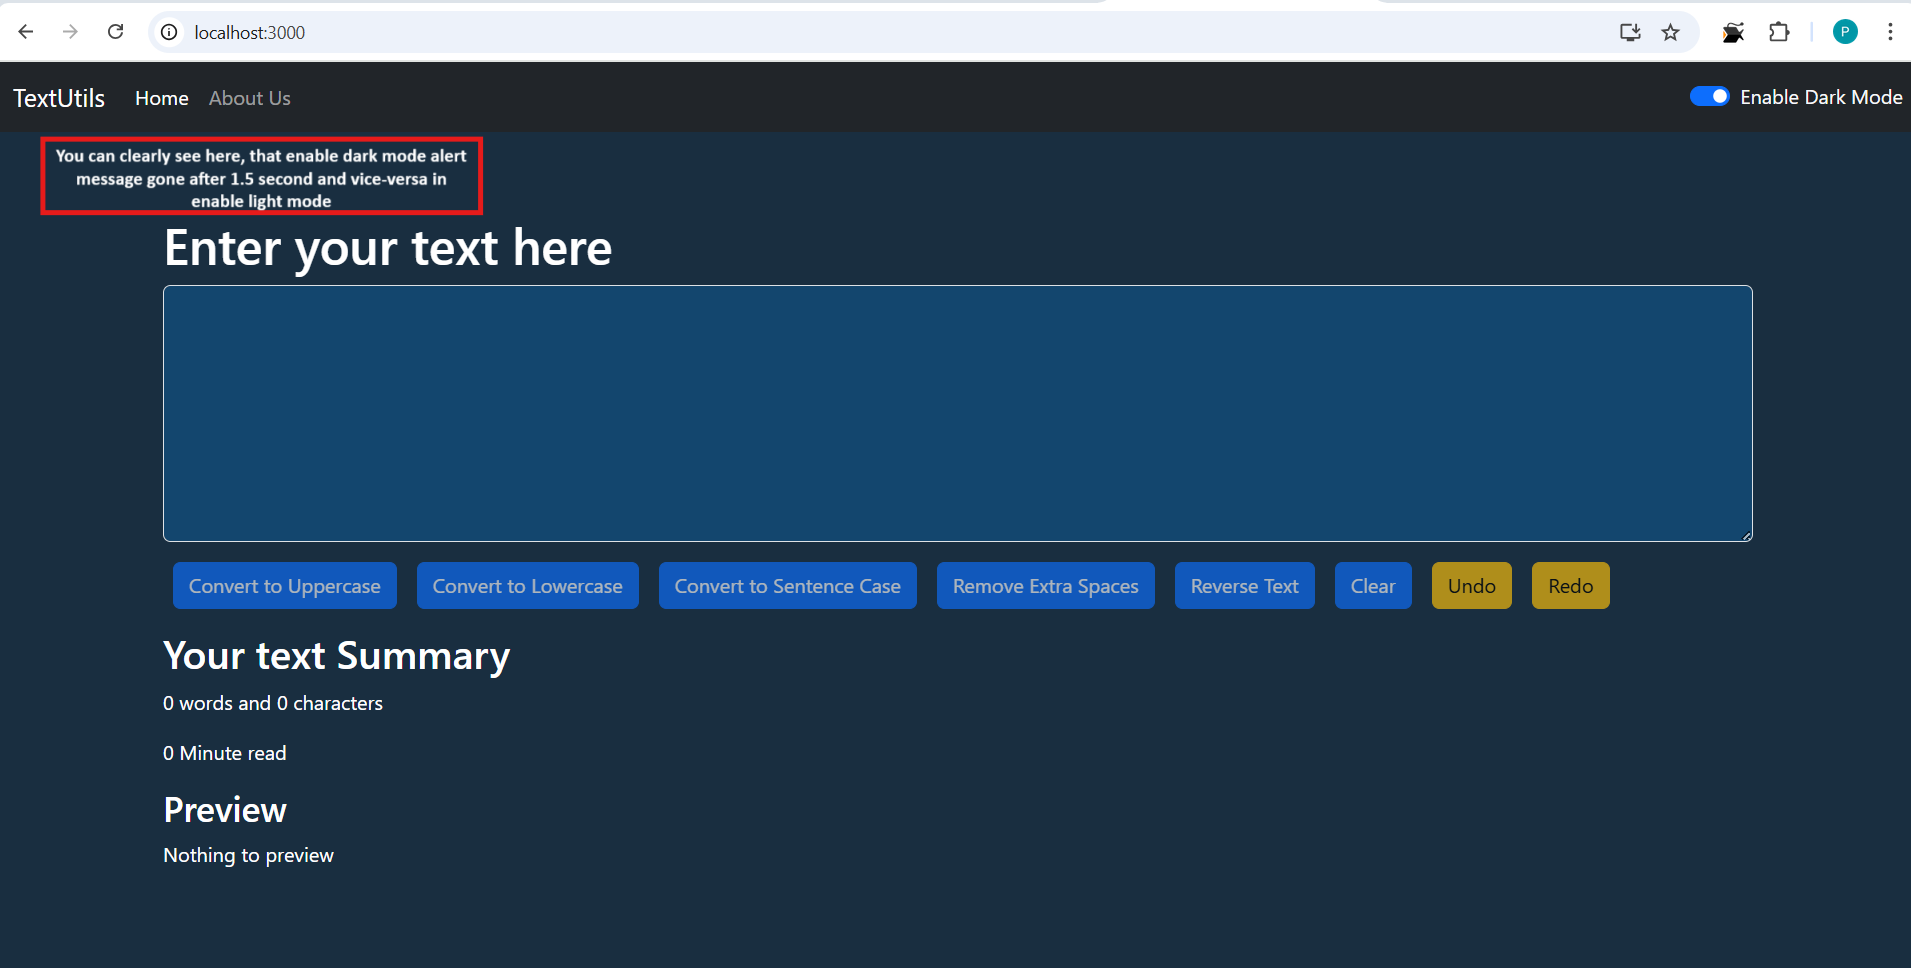 localhost:3000
P
TextUtils Home About Us Enable Dark Mode
You can clearly see here, that enable dark mode alert
message gone after 1.5 second and vice-versa in
enable light mode
Enter your text here
Convert to Uppercase Convert to Lowercase Convert to Sentence Case Remove Extra Spaces Reverse Text Clear Undo Redo
Your text Summary
0 words and 0 characters
0 Minute read
Preview
Nothing to preview